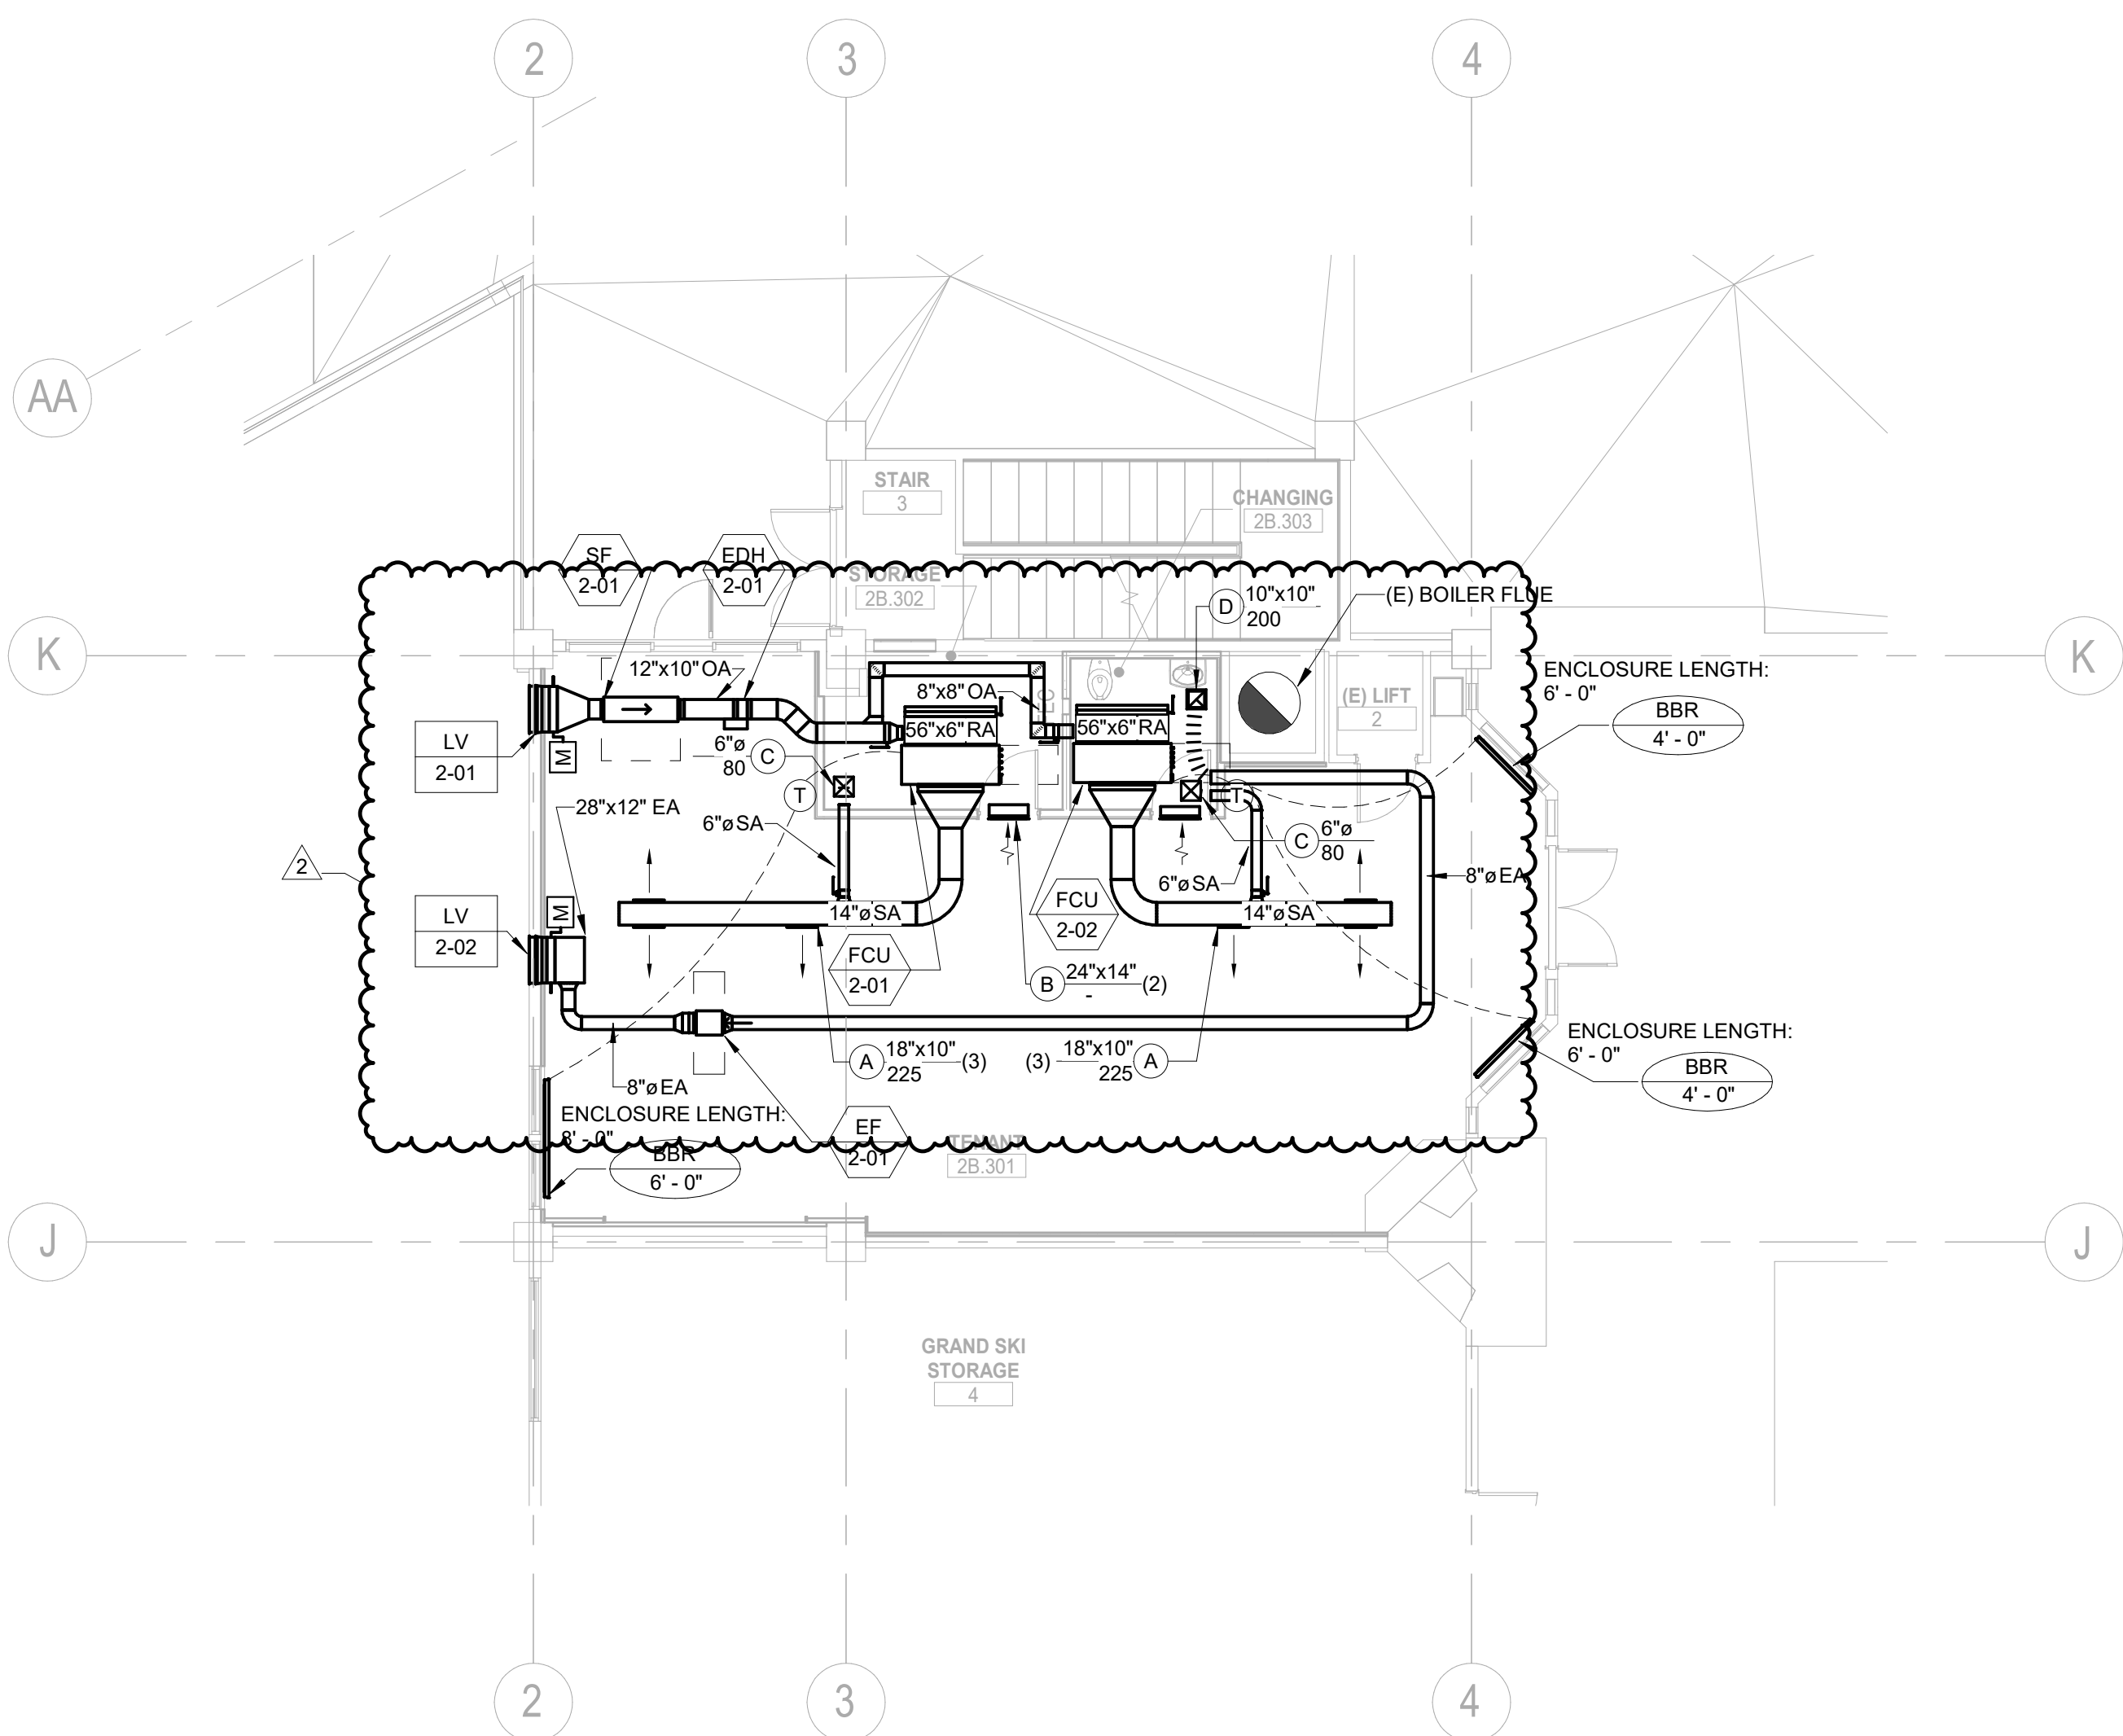 2
3
4
AA
STAIR
3
CHANGING
2B.303
SF
2-01
EDH
2-01
STORAGE
2B.302
D
10"x10"
200
(E) BOILER FLUE
K
K
12"x10" OA
8"x8" OA
(E) LIFT
2
ENCLOSURE LENGTH:
6' - 0"
BBR
4' - 0"
LV
2-01
M
6"ø
80
C
56"x6" RA
56"x6" RA
T
T
28"x12" EA
6"ø SA
C
6"ø
80
2
6"ø SA
8"ø EA
LV
2-02
M
14"ø SA
14"ø SA
FCU
2-02
FCU
2-01
B
24"x14"
-
(2)
A
18"x10"
225
(3)
(3)
18"x10"
225
A
ENCLOSURE LENGTH:
6' - 0"
BBR
4' - 0"
8"ø EA
ENCLOSURE LENGTH:
8' - 0"
BBR
6' - 0"
EF
2-01
TENANT
2B.301
J
J
GRAND SKI
STORAGE
4
2
3
4